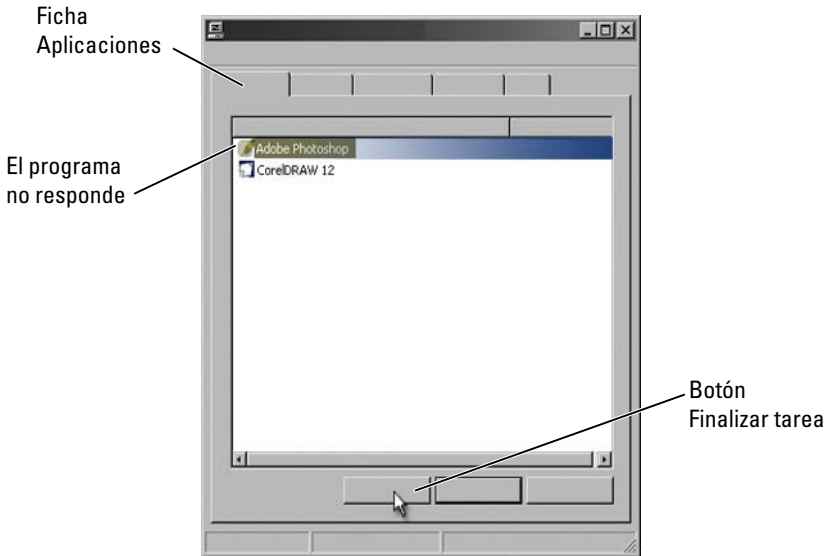 Ficha
Aplicaciones
Adobe Photoshop
CorelDRAW 12
El programa
no responde
Botón
Finalizar tarea